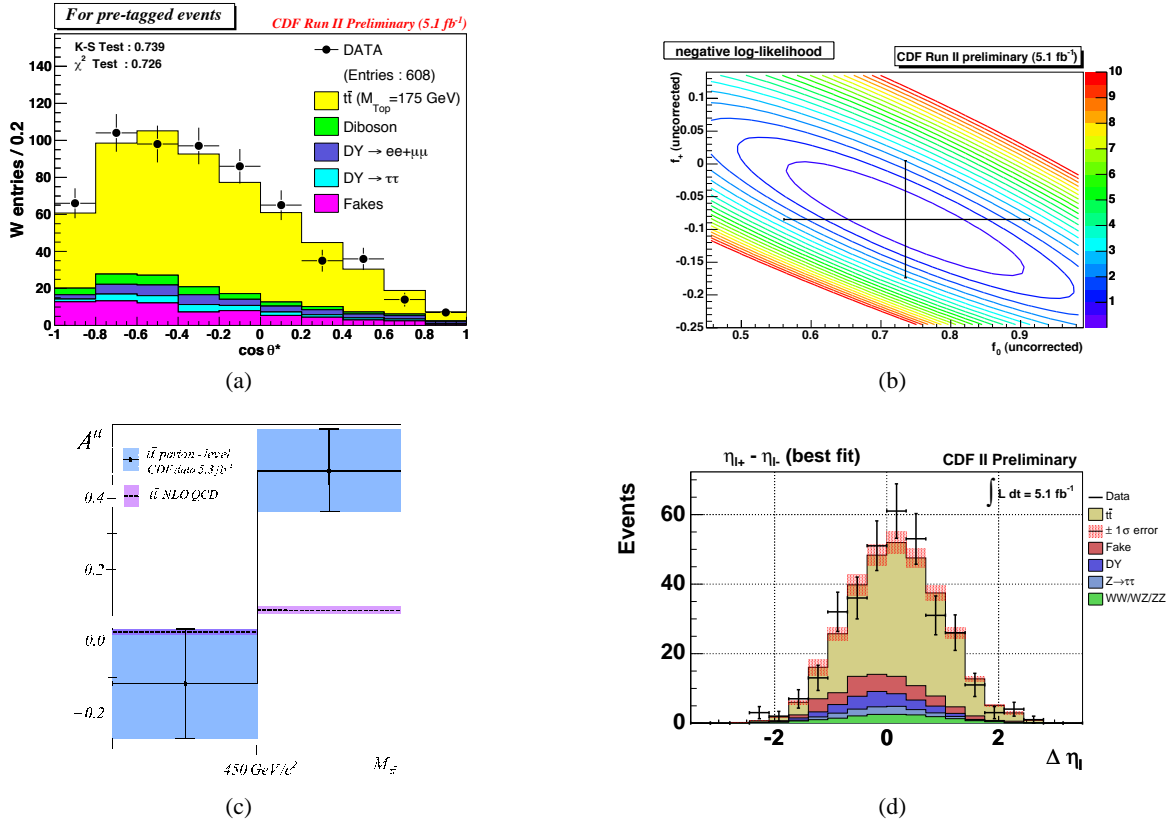 For pre-tagged events
CDF Run II Preliminary (5.1 fb⁻¹)
K-S Test : 0.739
χ² Test : 0.726
DATA
(Entries : 608)
tt̄ (M_Top=175 GeV)
Diboson
DY → ee+μμ
DY → ττ
Fakes
W entries / 0.2
140
120
100
80
60
40
20
0
-1 -0.8 -0.6 -0.4 -0.2 0 0.2 0.4 0.6 0.8 1
cos θ*
(a)
negative log-likelihood
CDF Run II preliminary (5.1 fb⁻¹)
f₊ (uncorrected)
0.1
0.05
0
-0.05
-0.1
-0.15
-0.2
-0.25
0.5 0.6 0.7 0.8 0.9
f₀ (uncorrected)
10
9
8
7
6
5
4
3
2
1
(b)
A^tt̄
tt̄ parton-level
CDF data 5.3 fb⁻¹
tt̄ NLO QCD
0.4
0.2
0.0
−0.2
450 GeV/c²
M_tt̄
(c)
η_l+ - η_l- (best fit)
CDF II Preliminary
∫ L dt = 5.1 fb⁻¹
Data
tt̄
± 1σ error
Fake
DY
Z→ττ
WW/WZ/ZZ
Events
60
40
20
0
-2 0 2
Δ η_l
(d)